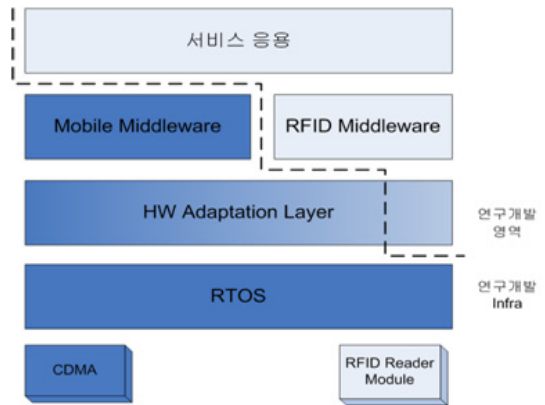 서비스 응용
Mobile Middleware
RFID Middleware
HW Adaptation Layer
연구개발
영역
RTOS
연구개발
Infra
CDMA
RFID Reader
Module